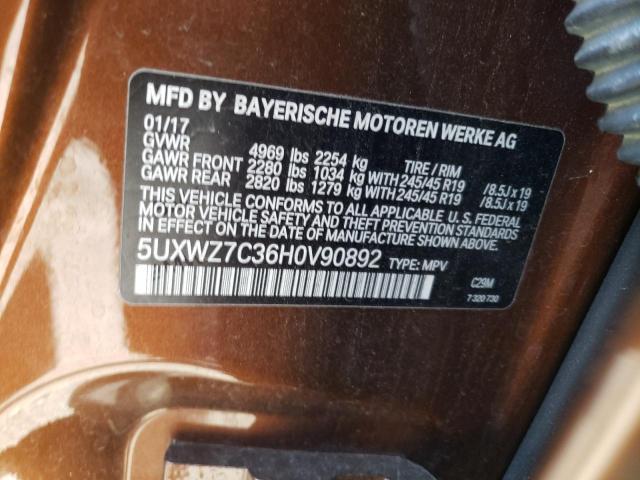 MFD BY BAYERISCHE MOTOREN WERKE AG
01/17
GVWR 4969 lbs 2254 kg TIRE / RIM
GAWR FRONT 2260 lbs 1034 kg WITH 245/45 R19 /8.5J x 19
GAWR REAR 2820 lbs 1279 kg WITH 245/45 R19 /8.5J x 19
THIS VEHICLE CONFORMS TO ALL APPLICABLE U.S. FEDERAL
MOTOR VEHICLE SAFETY AND THEFT PREVENTION STANDARDS
IN EFFECT ON THE DATE OF MANUFACTURE SHOWN ABOVE.
5UXWZ7C36H0V90892 TYPE: MPV
C29M
7 320 730